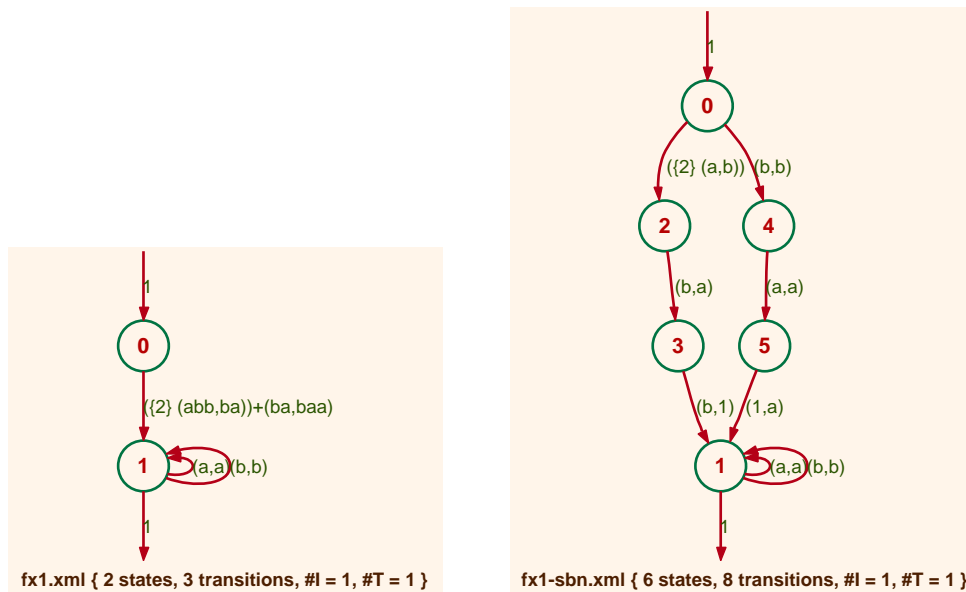 1
0
({2} (abb,ba))+(ba,baa)
1
(a,a)
(b,b)
1
fx1.xml { 2 states, 3 transitions, #I = 1, #T = 1 }
1
0
({2} (a,b))
(b,b)
2
4
(b,a)
(a,a)
3
5
(b,1)
(1,a)
1
(a,a)
(b,b)
1
fx1-sbn.xml { 6 states, 8 transitions, #I = 1, #T = 1 }